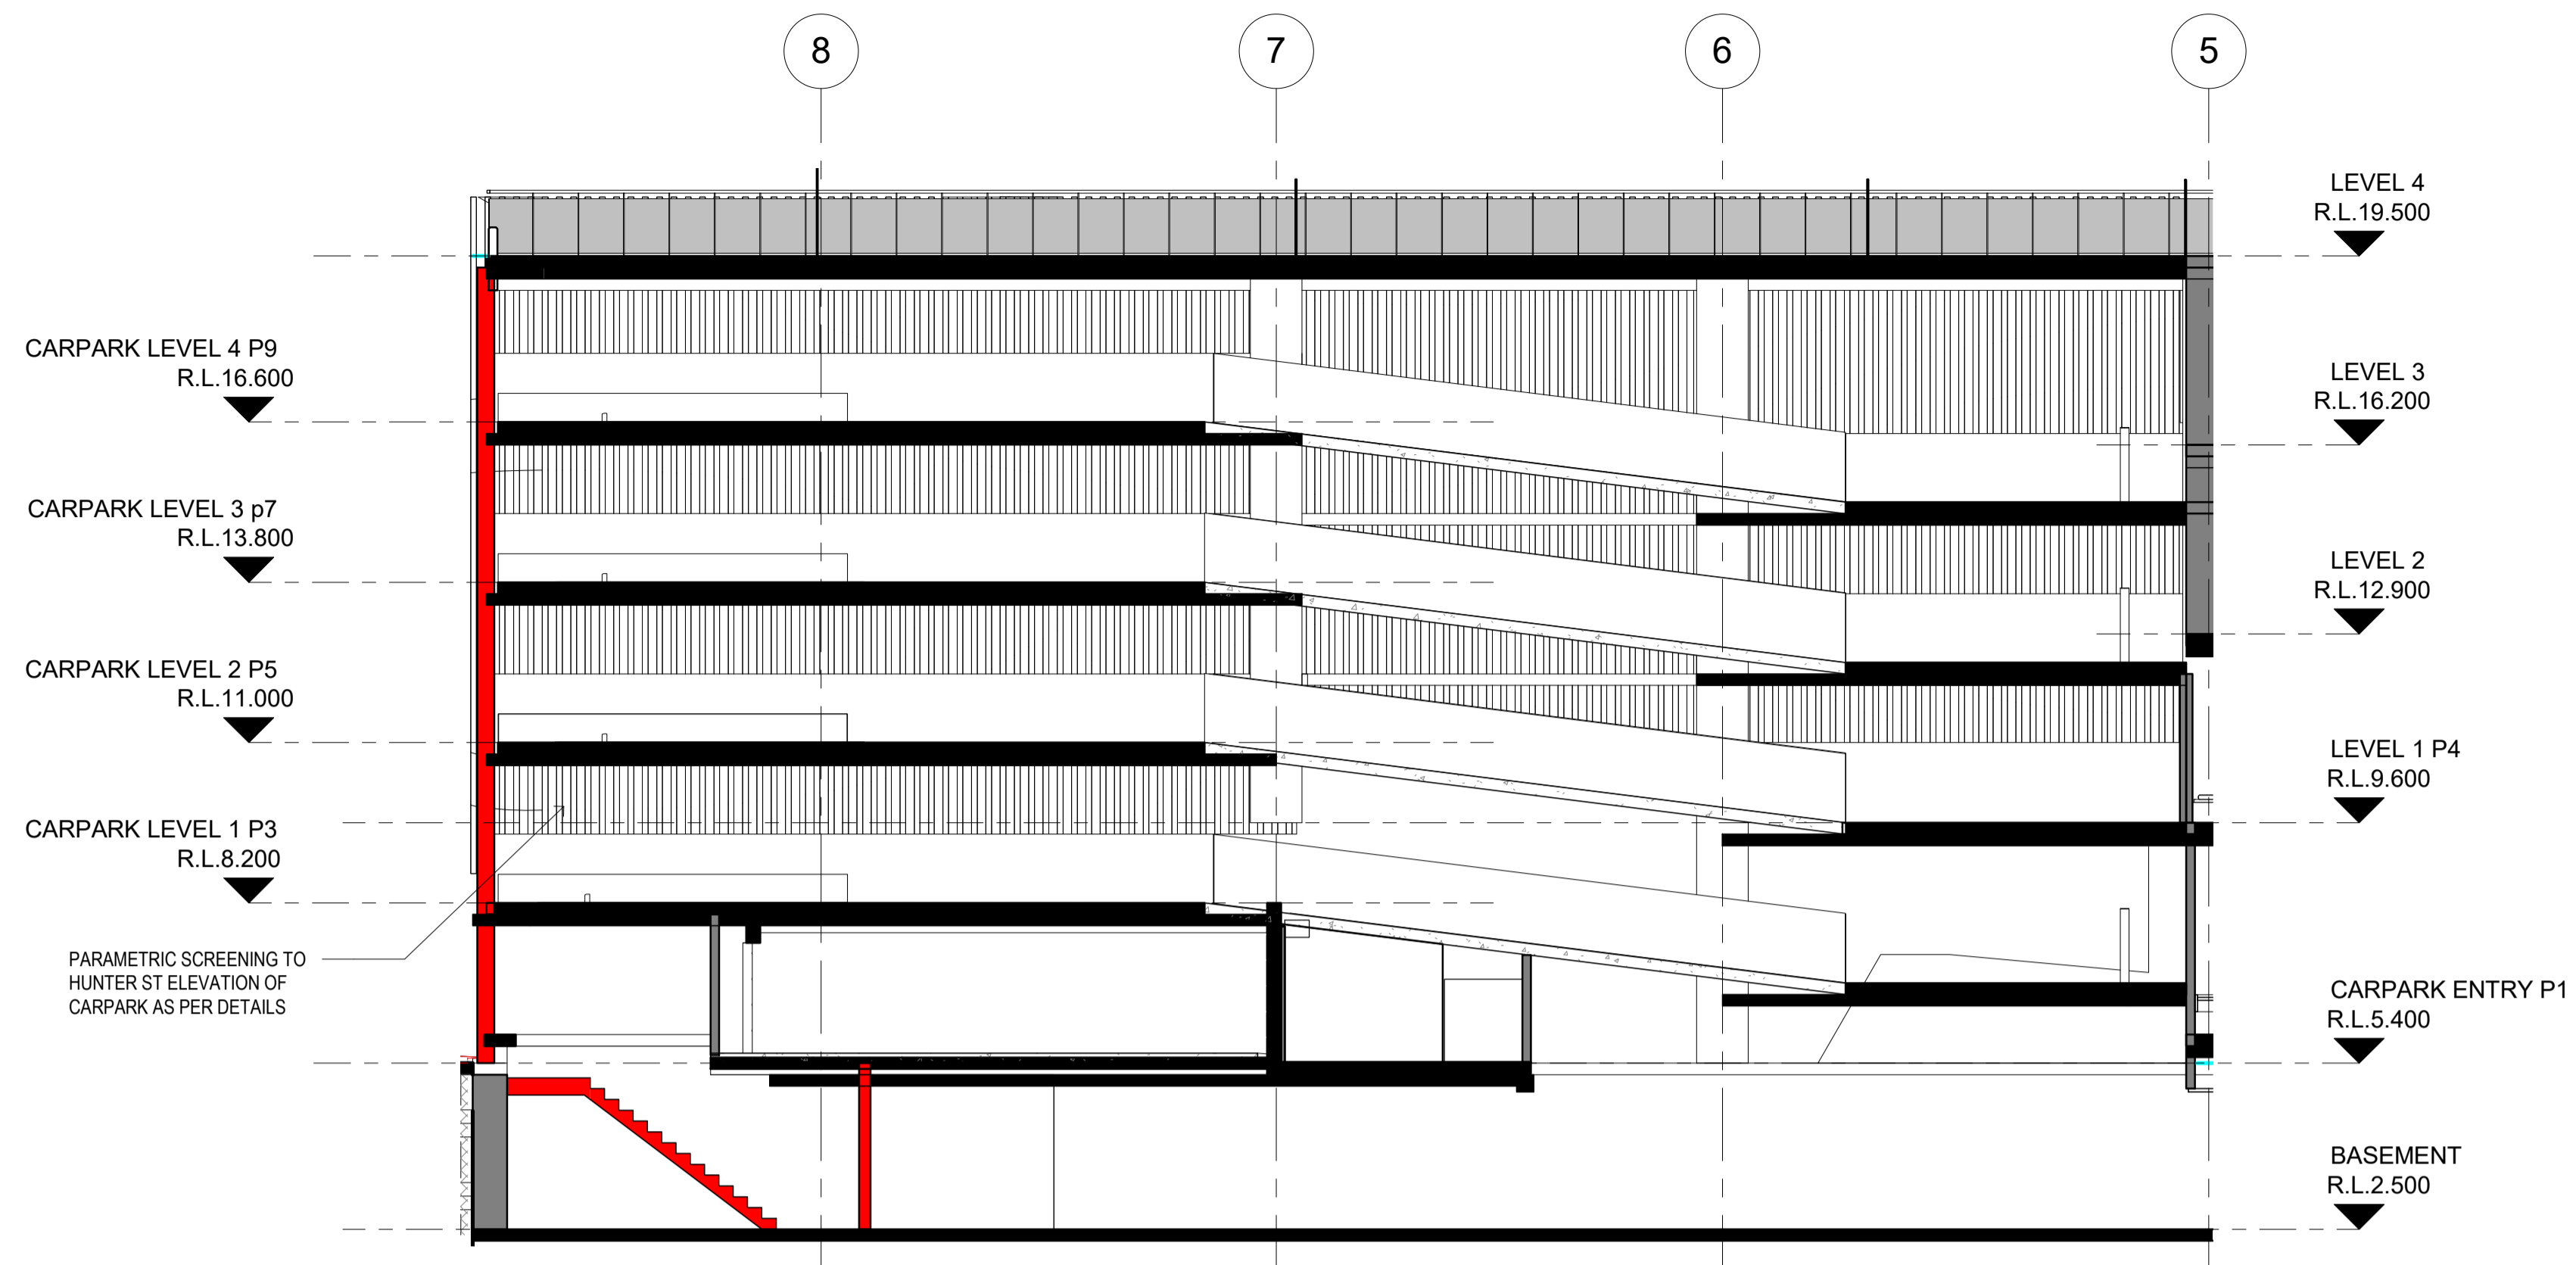 8
7
6
5
LEVEL 4
R.L.19.500
CARPARK LEVEL 4 P9
R.L.16.600
LEVEL 3
R.L.16.200
CARPARK LEVEL 3 p7
R.L.13.800
LEVEL 2
R.L.12.900
CARPARK LEVEL 2 P5
R.L.11.000
LEVEL 1 P4
R.L.9.600
CARPARK LEVEL 1 P3
R.L.8.200
PARAMETRIC SCREENING TO
HUNTER ST ELEVATION OF
CARPARK AS PER DETAILS
CARPARK ENTRY P1
R.L.5.400
BASEMENT
R.L.2.500